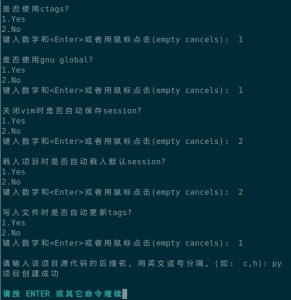 是否使用ctags?
1.Yes
2.No
键入数字和<Enter>或者用鼠标点击(empty cancels): 1
是否使用gnu global?
1.Yes
2.No
键入数字和<Enter>或者用鼠标点击(empty cancels): 1
关闭vim时是否自动保存session?
1.Yes
2.No
键入数字和<Enter>或者用鼠标点击(empty cancels): 2
载入项目时是否自动载入默认session?
1.Yes
2.No
键入数字和<Enter>或者用鼠标点击(empty cancels): 2
写入文件时是否自动更新tags?
1.Yes
2.No
键入数字和<Enter>或者用鼠标点击(empty cancels): 1
请输入该项目源代码的后缀名, 用英文逗号分隔。(如: c,h): py
项目创建成功
请按 ENTER 或其它命令继续